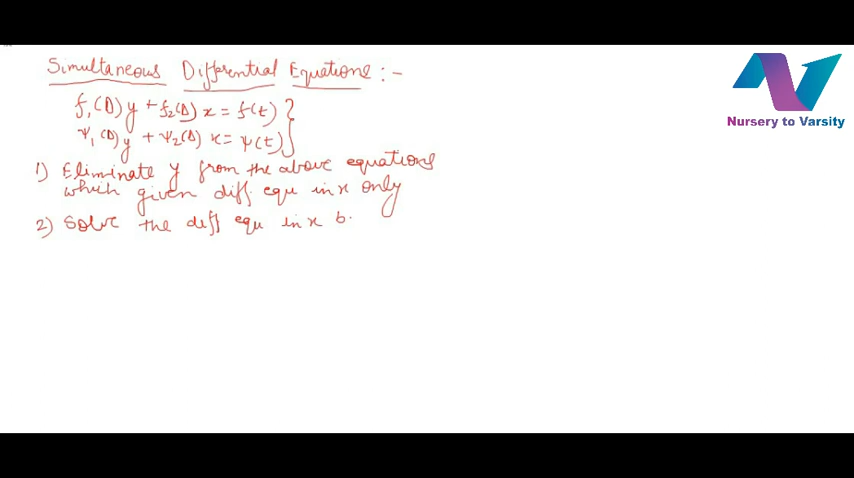 Simultaneous Differential Equations :-
f₁(D) y + f₂(D) x = f(t) }
ψ₁(D) y + ψ₂(D) x = ψ(t) }
1) Eliminate y from the above equations
which given diff. equ in x only
2) Solve the diff equ in x b.
Nursery to Varsity